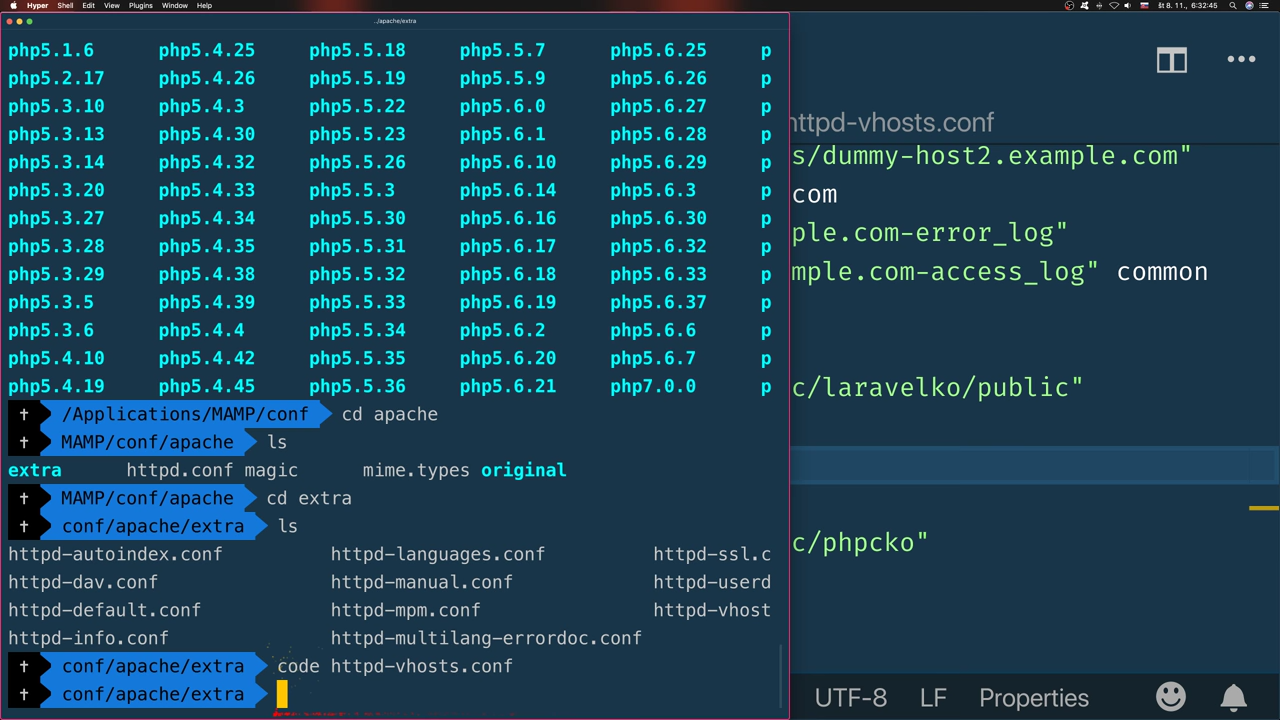 Hyper Shell Edit View Plugins Window Help
št 8. 11., 6:32:45
../apache/extra
php5.1.6 php5.4.25 php5.5.18 php5.5.7 php5.6.25 p
php5.2.17 php5.4.26 php5.5.19 php5.5.9 php5.6.26 p
php5.3.10 php5.4.3 php5.5.22 php5.6.0 php5.6.27 p
php5.3.13 php5.4.30 php5.5.23 php5.6.1 php5.6.28 p
php5.3.14 php5.4.32 php5.5.26 php5.6.10 php5.6.29 p
php5.3.20 php5.4.33 php5.5.3 php5.6.14 php5.6.3 p
php5.3.27 php5.4.34 php5.5.30 php5.6.16 php5.6.30 p
php5.3.28 php5.4.35 php5.5.31 php5.6.17 php5.6.32 p
php5.3.29 php5.4.38 php5.5.32 php5.6.18 php5.6.33 p
php5.3.5 php5.4.39 php5.5.33 php5.6.19 php5.6.37 p
php5.3.6 php5.4.4 php5.5.34 php5.6.2 php5.6.6 p
php5.4.10 php5.4.42 php5.5.35 php5.6.20 php5.6.7 p
php5.4.19 php5.4.45 php5.5.36 php5.6.21 php7.0.0 p
† /Applications/MAMP/conf cd apache
† MAMP/conf/apache ls
extra httpd.conf magic mime.types original
† MAMP/conf/apache cd extra
† conf/apache/extra ls
httpd-autoindex.conf httpd-languages.conf httpd-ssl.c
httpd-dav.conf httpd-manual.conf httpd-userd
httpd-default.conf httpd-mpm.conf httpd-vhost
httpd-info.conf httpd-multilang-errordoc.conf
† conf/apache/extra code httpd-vhosts.conf
† conf/apache/extra
httpd-vhosts.conf
s/dummy-host2.example.com"
com
ple.com-error_log"
mple.com-access_log" common
c/laravelko/public"
c/phpcko"
UTF-8 LF Properties